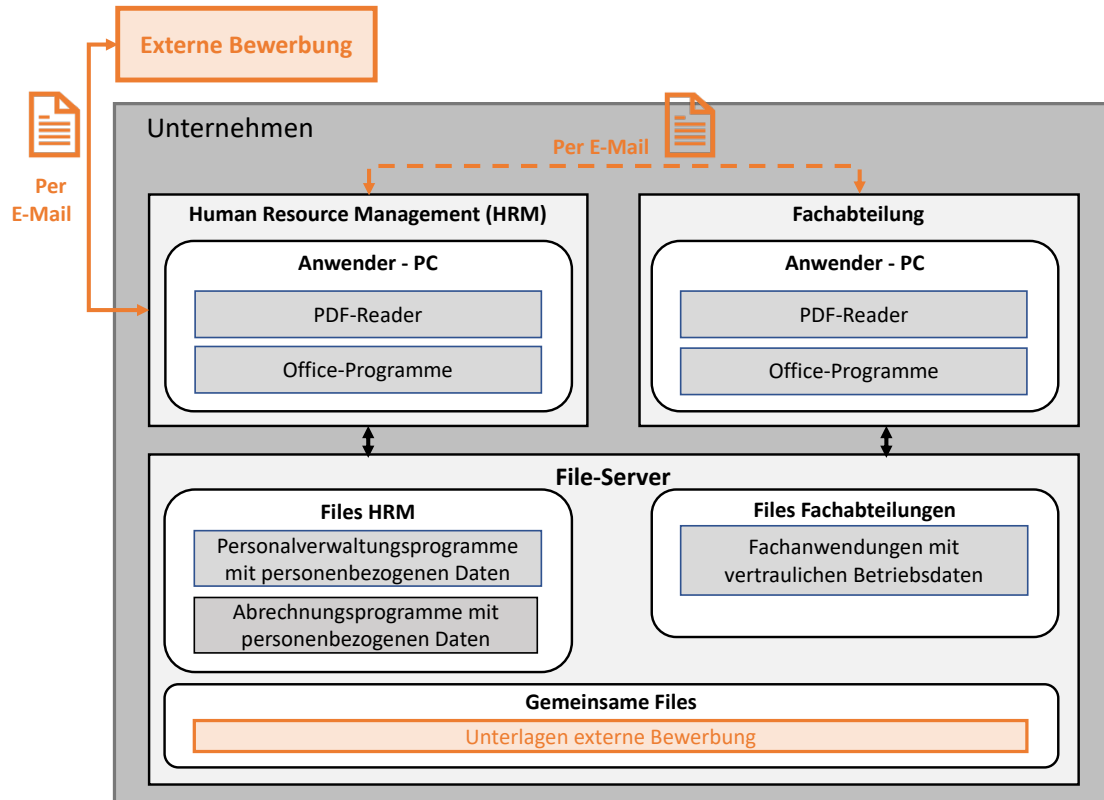 Externe Bewerbung
Per
E-Mail
Unternehmen
Per E-Mail
Human Resource Management (HRM)
Anwender - PC
PDF-Reader
Office-Programme
Fachabteilung
Anwender - PC
PDF-Reader
Office-Programme
File-Server
Files HRM
Personalverwaltungsprogramme
mit personenbezogenen Daten
Abrechnungsprogramme mit
personenbezogenen Daten
Files Fachabteilungen
Fachanwendungen mit
vertraulichen Betriebsdaten
Gemeinsame Files
Unterlagen externe Bewerbung